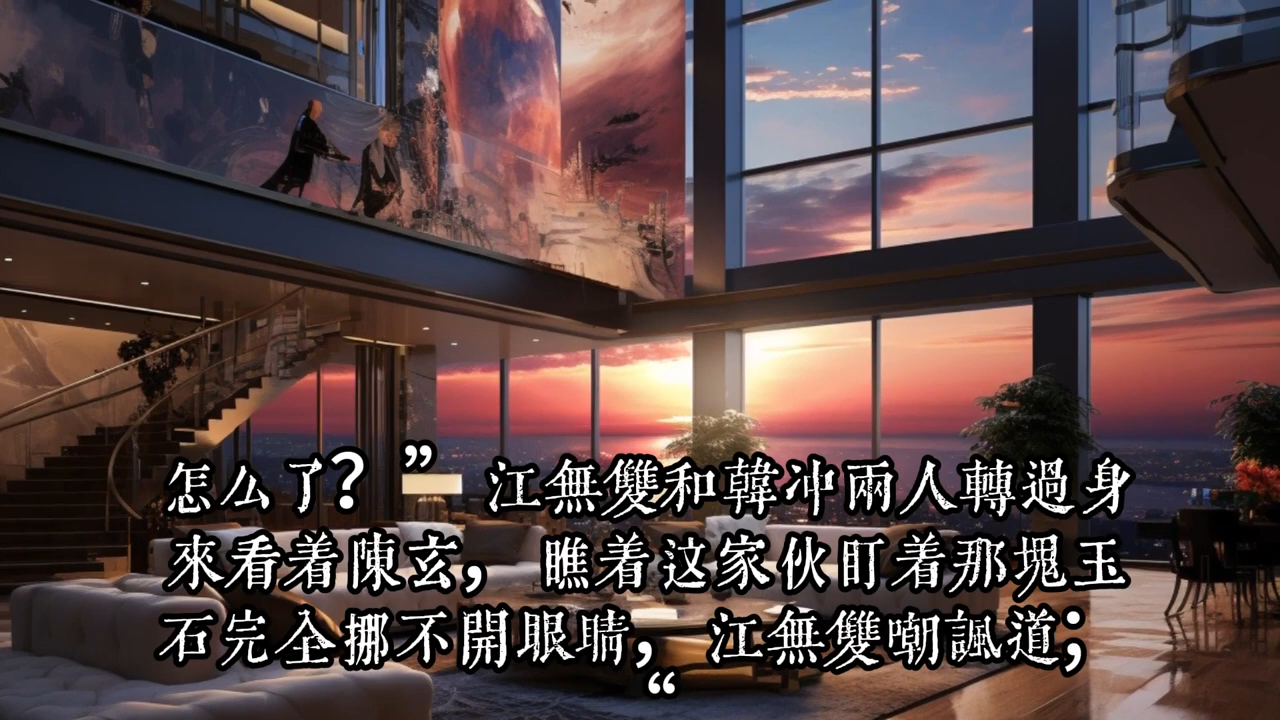 怎么了？” 江無雙和韓冲兩人轉過身
來看着陳玄， 瞧着这家伙盯着那塊玉
石完全挪不開眼睛， 江無雙嘲諷道；
“